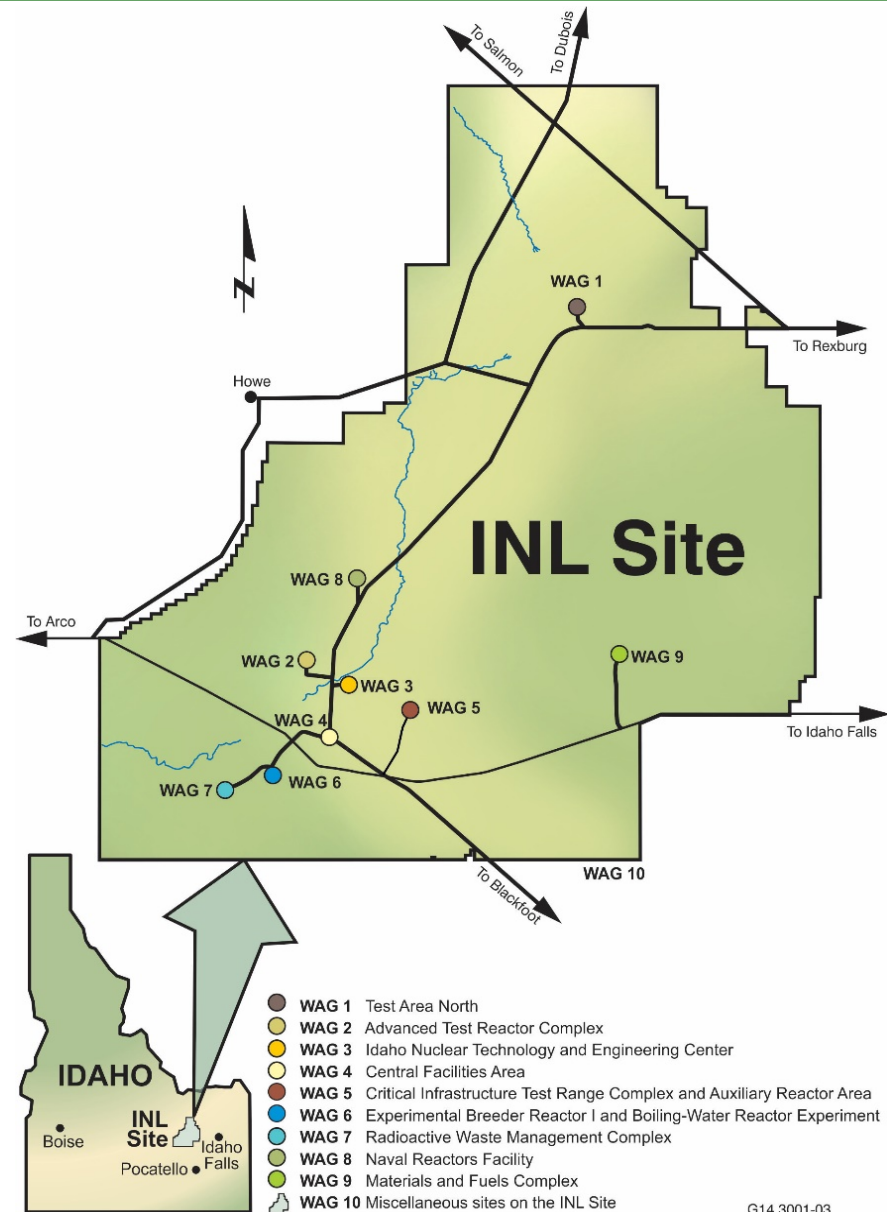 To Salmon
To Dubois
N
WAG 1
To Rexburg
Howe
INL Site
WAG 8
To Arco
WAG 2
WAG 9
WAG 3
WAG 5
WAG 4
To Idaho Falls
WAG 6
WAG 7
WAG 10
To Blackfoot
IDAHO
INL
Site
Boise
Idaho
Falls
Pocatello
WAG 1 Test Area North
WAG 2 Advanced Test Reactor Complex
WAG 3 Idaho Nuclear Technology and Engineering Center
WAG 4 Central Facilities Area
WAG 5 Critical Infrastructure Test Range Complex and Auxiliary Reactor Area
WAG 6 Experimental Breeder Reactor I and Boiling-Water Reactor Experiment
WAG 7 Radioactive Waste Management Complex
WAG 8 Naval Reactors Facility
WAG 9 Materials and Fuels Complex
WAG 10 Miscellaneous sites on the INL Site
G14 3001-03